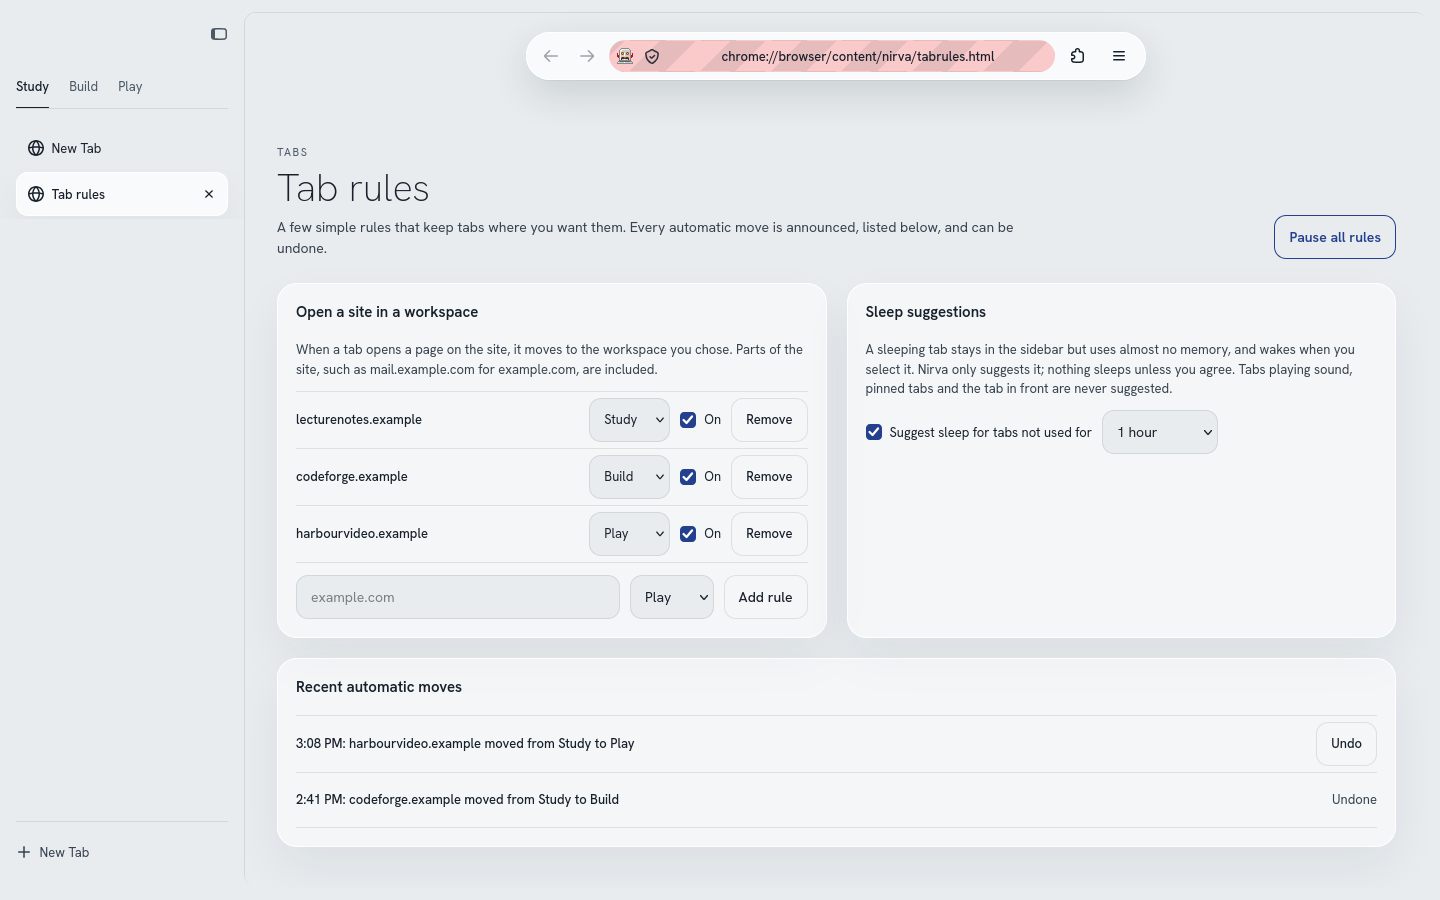 Study Build Play
New Tab
Tab rules
New Tab
chrome://browser/content/nirva/tabrules.html
TABS
Tab rules
A few simple rules that keep tabs where you want them. Every automatic move is announced, listed below, and can be
undone.
Pause all rules
Open a site in a workspace
When a tab opens a page on the site, it moves to the workspace you chose. Parts of the
site, such as mail.example.com for example.com, are included.
lecturenotes.example Study On Remove
codeforge.example Build On Remove
harbourvideo.example Play On Remove
example.com Play Add rule
Sleep suggestions
A sleeping tab stays in the sidebar but uses almost no memory, and wakes when you
select it. Nirva only suggests it; nothing sleeps unless you agree. Tabs playing sound,
pinned tabs and the tab in front are never suggested.
Suggest sleep for tabs not used for 1 hour
Recent automatic moves
3:08 PM: harbourvideo.example moved from Study to Play Undo
2:41 PM: codeforge.example moved from Study to Build Undone